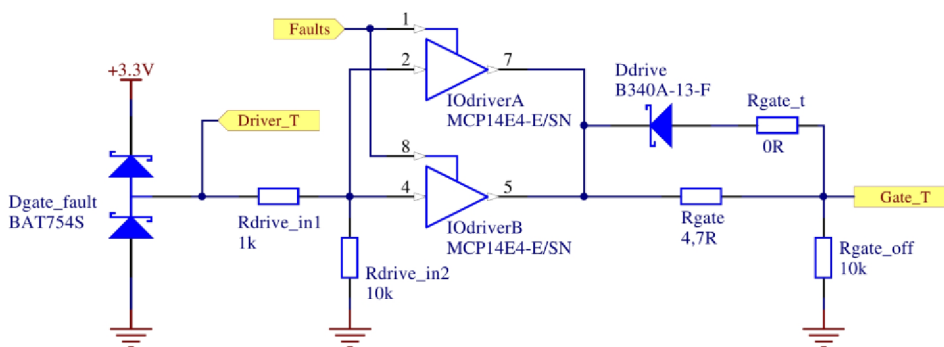 Faults
1
2
7
IOdriverA
MCP14E4-E/SN
Ddrive
B340A-13-F
Rgate_t
0R
+3.3V
Driver_T
8
4
5
IOdriverB
MCP14E4-E/SN
Dgate_fault
BAT754S
Rdrive_in1
1k
Rdrive_in2
10k
Rgate
4,7R
Gate_T
Rgate_off
10k